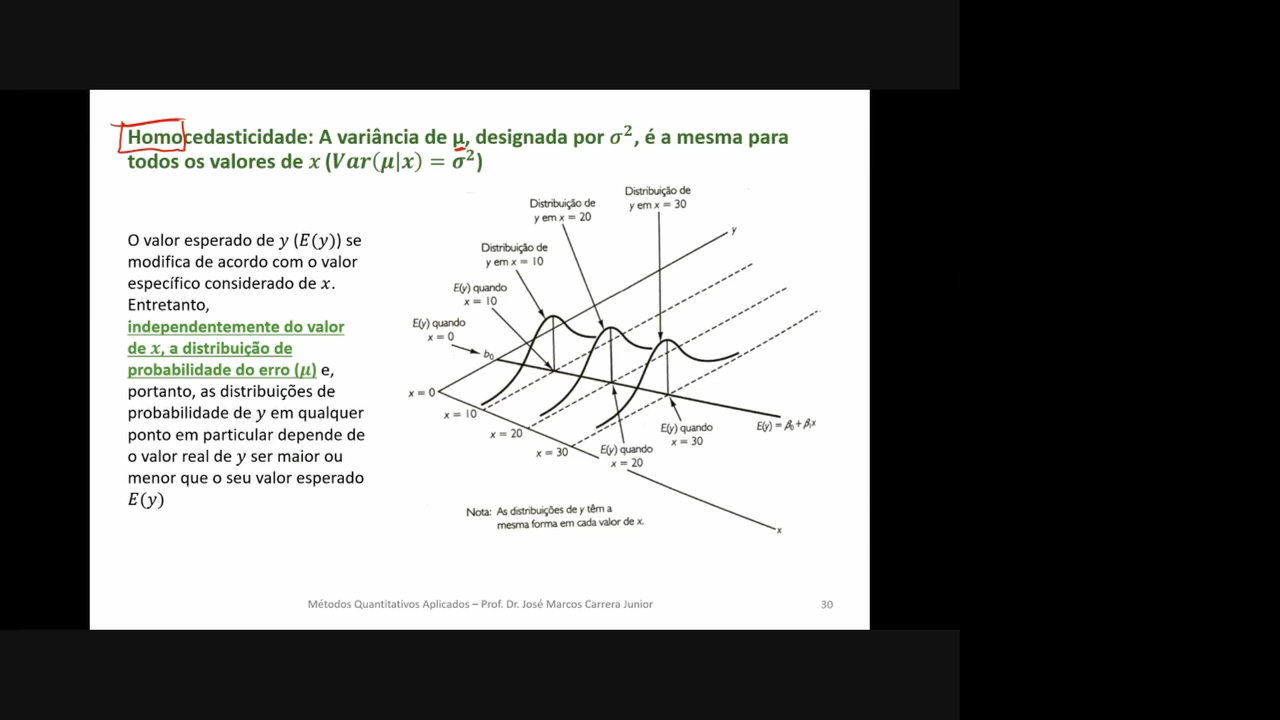 Homocedasticidade: A variância de μ, designada por σ², é a mesma para
todos os valores de x (Var(μ|x) = σ²)
O valor esperado de y (E(y)) se
modifica de acordo com o valor
específico considerado de x.
Entretanto,
independentemente do valor
de x, a distribuição de
probabilidade do erro (μ) e,
portanto, as distribuições de
probabilidade de y em qualquer
ponto em particular depende de
o valor real de y ser maior ou
menor que o seu valor esperado
E(y)
Distribuição de
y em x = 30
Distribuição de
y em x = 20
Distribuição de
y em x = 10
E(y) quando
x = 10
E(y) quando
x = 0
y
b₀
x = 0
x = 10
x = 20
x = 30
E(y) quando
x = 20
E(y) quando
x = 30
E(y) = β₀ + β₁x
x
Nota: As distribuições de y têm a
mesma forma em cada valor de x.
Métodos Quantitativos Aplicados – Prof. Dr. José Marcos Carrera Junior
30